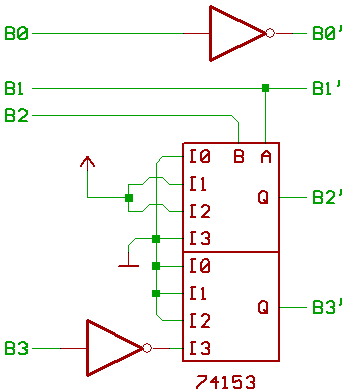 B0 B0'
B1 B1'
B2
I0 B A
I1
I2 Q B2'
I3
I0
I1
I2 Q B3'
B3 I3
74153